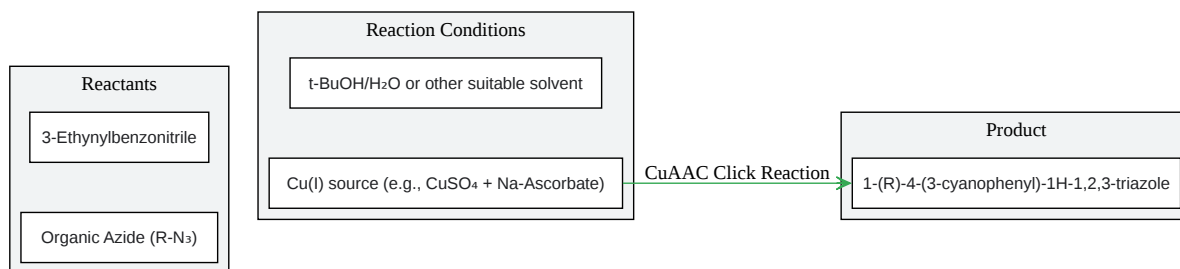 Reactants
3-Ethynylbenzonitrile
Organic Azide (R-N₃)
Reaction Conditions
t-BuOH/H₂O or other suitable solvent
Cu(I) source (e.g., CuSO₄ + Na-Ascorbate)
CuAAC Click Reaction
Product
1-(R)-4-(3-cyanophenyl)-1H-1,2,3-triazole